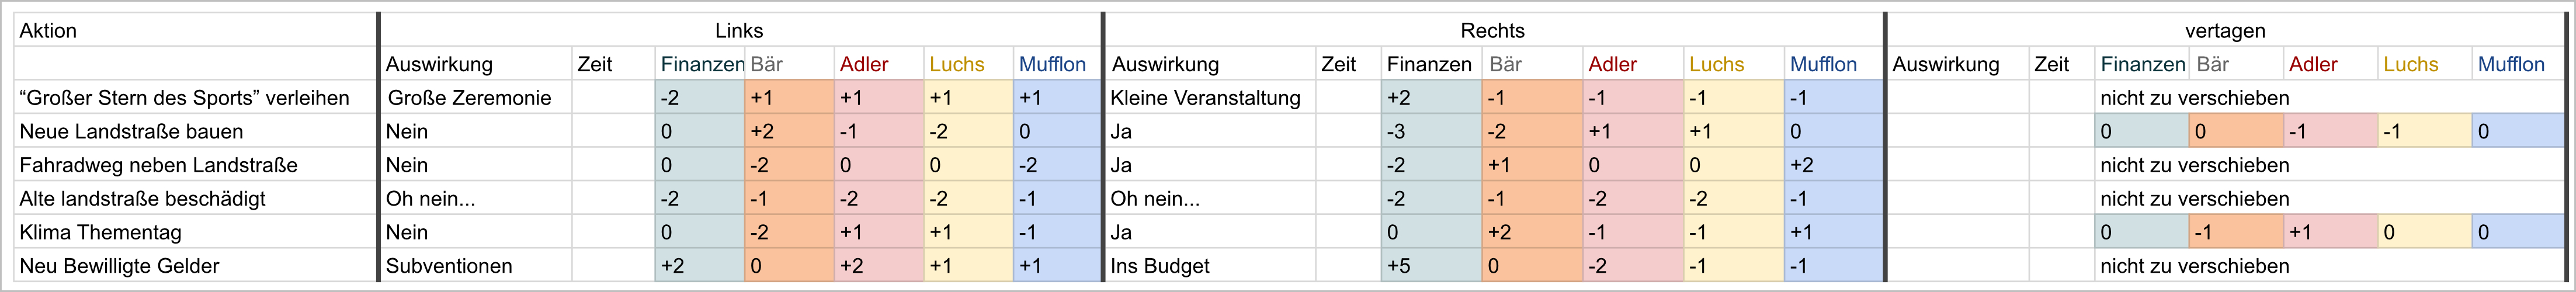 Aktion Links Rechts vertagen
Auswirkung Zeit Finanzen Bär Adler Luchs Mufflon Auswirkung Zeit Finanzen Bär Adler Luchs Mufflon Auswirkung Zeit Finanzen Bär Adler Luchs Mufflon
“Großer Stern des Sports” verleihen Große Zeremonie -2 +1 +1 +1 +1 Kleine Veranstaltung +2 -1 -1 -1 -1 nicht zu verschieben
Neue Landstraße bauen Nein 0 +2 -1 -2 0 Ja -3 -2 +1 +1 0 0 0 -1 -1 0
Fahradweg neben Landstraße Nein 0 -2 0 0 -2 Ja -2 +1 0 0 +2 nicht zu verschieben
Alte landstraße beschädigt Oh nein... -2 -1 -2 -2 -1 Oh nein... -2 -1 -2 -2 -1 nicht zu verschieben
Klima Thementag Nein 0 -2 +1 +1 -1 Ja 0 +2 -1 -1 +1 0 -1 +1 0 0
Neu Bewilligte Gelder Subventionen +2 0 +2 +1 +1 Ins Budget +5 0 -2 -1 -1 nicht zu verschieben